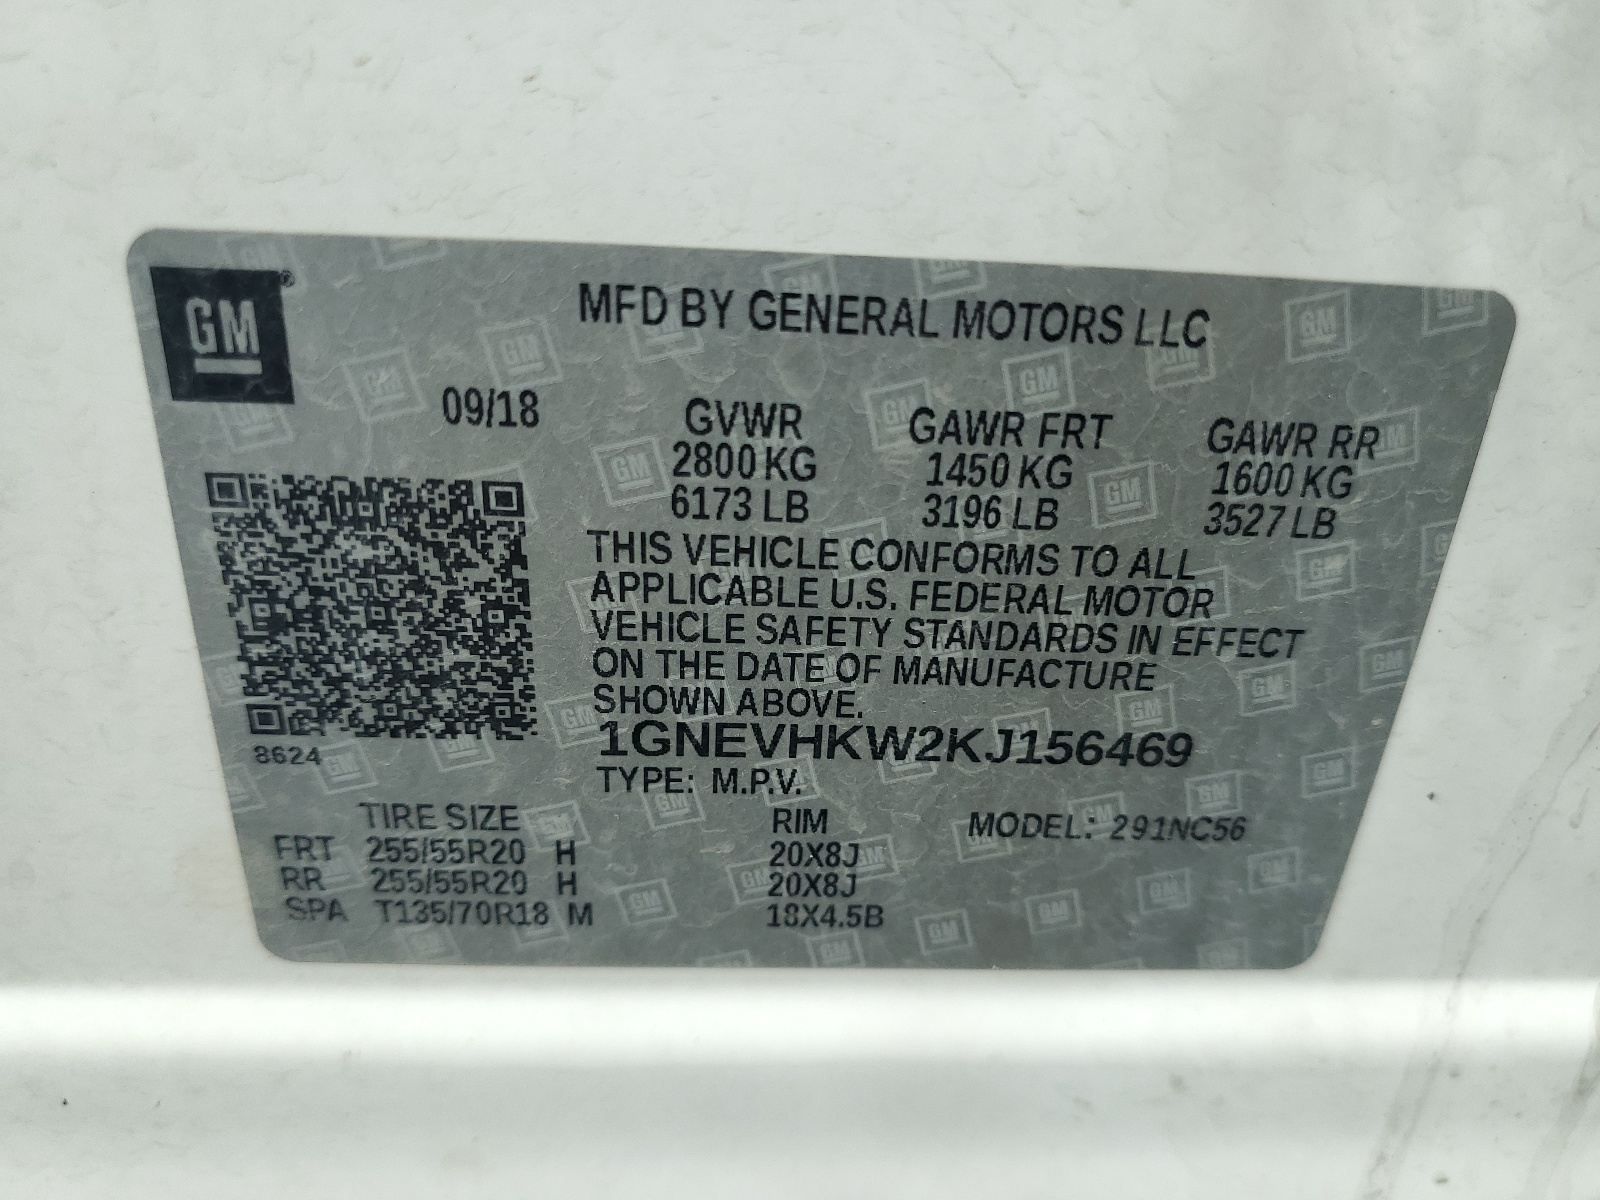 GM®
MFD BY GENERAL MOTORS LLC
09/18
GVWR GAWR FRT GAWR RR
2800 KG 1450 KG 1600 KG
6173 LB 3196 LB 3527 LB
THIS VEHICLE CONFORMS TO ALL
APPLICABLE U.S. FEDERAL MOTOR
VEHICLE SAFETY STANDARDS IN EFFECT
ON THE DATE OF MANUFACTURE
SHOWN ABOVE.
1GNEVHKW2KJ156469
8624
TYPE: M.P.V.
TIRE SIZE RIM MODEL: 291NC56
FRT 255/55R20 H 20X8J
RR 255/55R20 H 20X8J
SPA T135/70R18 M 18X4.5B